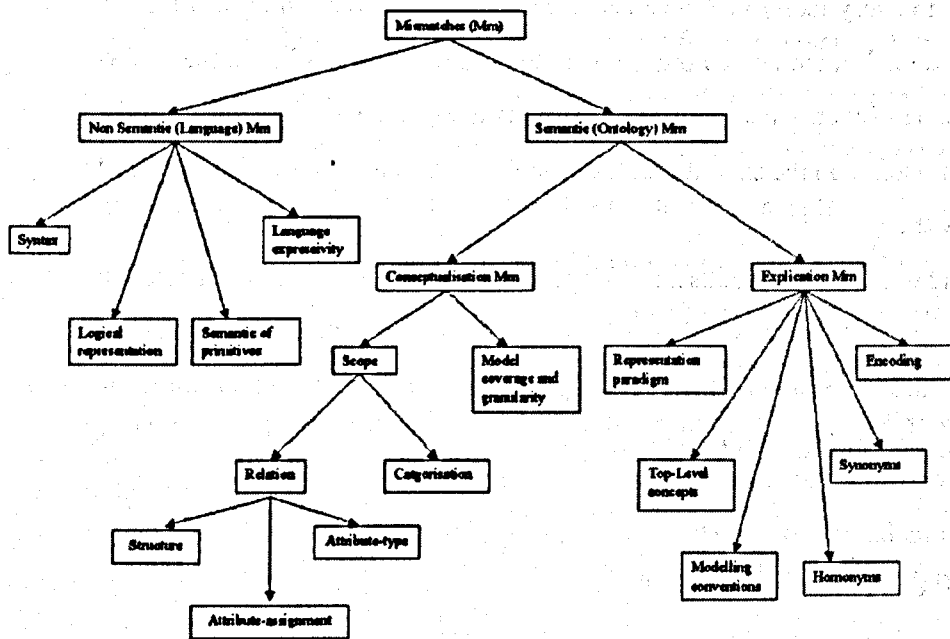 Mismatches (Mm)
Non Semantic (Language) Mm
Semantic (Ontology) Mm
Syntax
Language
expressivity
Logical
representation
Semantic of
primitives
Conceptualisation Mm
Explication Mm
Scope
Model
coverage and
granularity
Representation
paradigm
Encoding
Relation
Catgorisation
Top-Level
concepts
Synonyms
Structure
Attribute-type
Modelling
conventions
Homonyms
Attribute-assignment